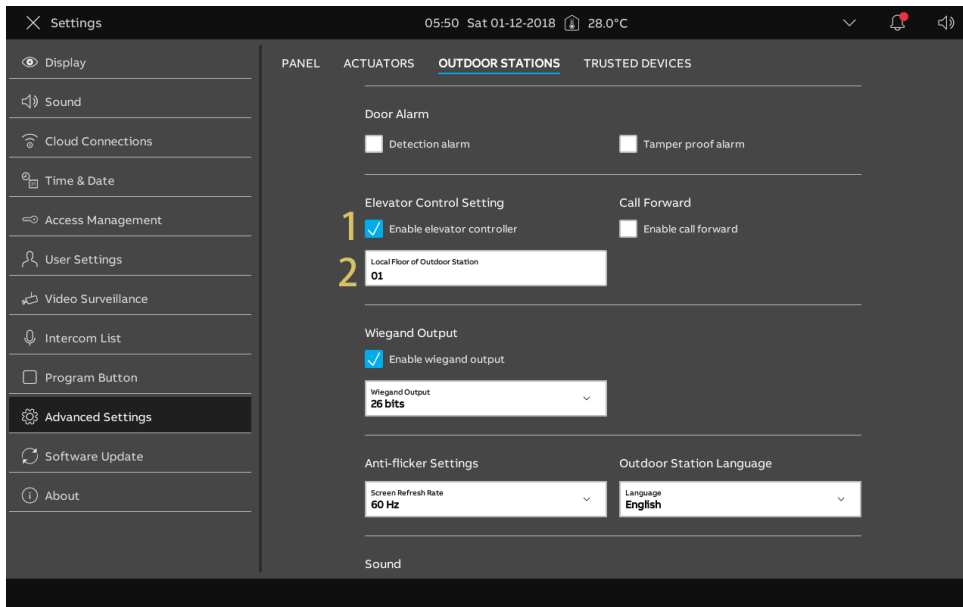 Settings
05:50 Sat 01-12-2018 28.0°C
Display
Sound
Cloud Connections
Time & Date
Access Management
User Settings
Video Surveillance
Intercom List
Program Button
Advanced Settings
Software Update
About
PANEL ACTUATORS OUTDOOR STATIONS TRUSTED DEVICES
Door Alarm
Detection alarm Tamper proof alarm
Elevator Control Setting Call Forward
1 Enable elevator controller Enable call forward
2 Local Floor of Outdoor Station
01
Wiegand Output
Enable wiegand output
Wiegand Output
26 bits
Anti-flicker Settings Outdoor Station Language
Screen Refresh Rate Language
60 Hz English
Sound